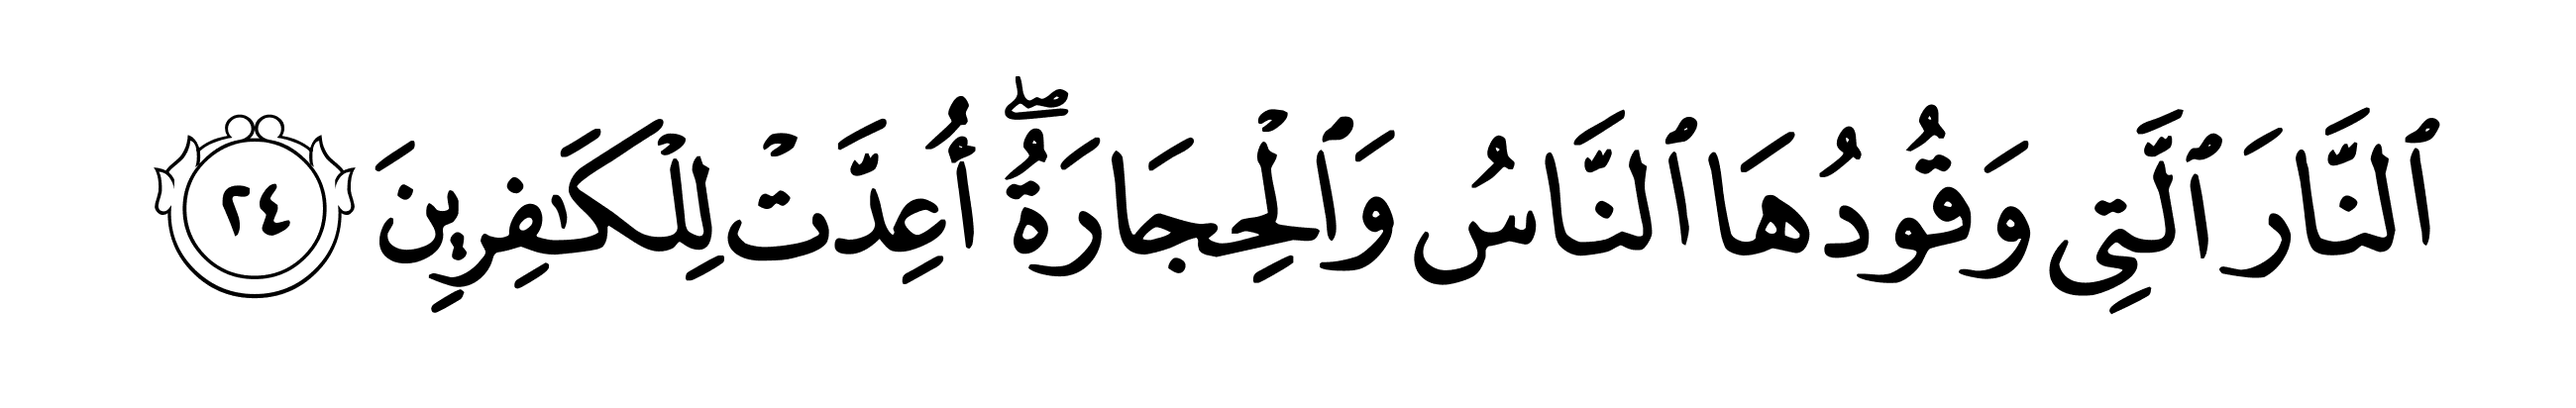 ٱلنَّارَ ٱلَّتِي وَقُودُهَا ٱلنَّاسُ وَٱلْحِجَارَةُۖ أُعِدَّتْ لِلْكَٰفِرِينَ ٢٤